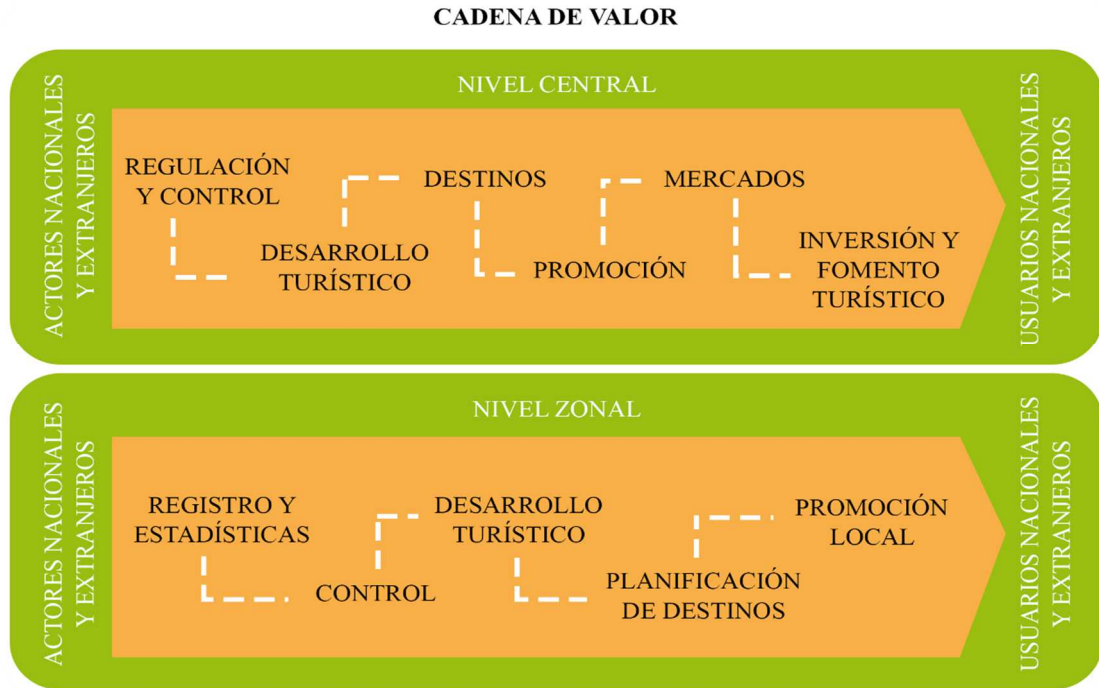 CADENA DE VALOR
NIVEL CENTRAL
ACTORES NACIONALES
Y EXTRANJEROS
REGULACIÓN
Y CONTROL
DESARROLLO
TURÍSTICO
DESTINOS
PROMOCIÓN
MERCADOS
INVERSIÓN Y
FOMENTO
TURÍSTICO
USUARIOS NACIONALES
Y EXTRANJEROS
NIVEL ZONAL
ACTORES NACIONALES
Y EXTRANJEROS
REGISTRO Y
ESTADÍSTICAS
CONTROL
DESARROLLO
TURÍSTICO
PLANIFICACIÓN
DE DESTINOS
PROMOCIÓN
LOCAL
USUARIOS NACIONALES
Y EXTRANJEROS